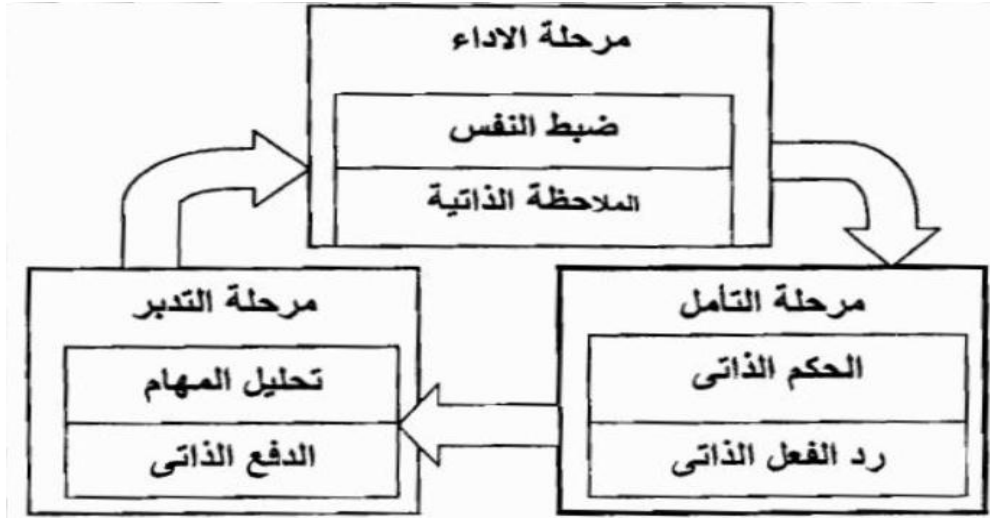 مرحلة الاداء
ضبط النفس
الملاحظة الذاتية
مرحلة التأمل
الحكم الذاتى
رد الفعل الذاتى
مرحلة التدبر
تحليل المهام
الدفع الذاتى